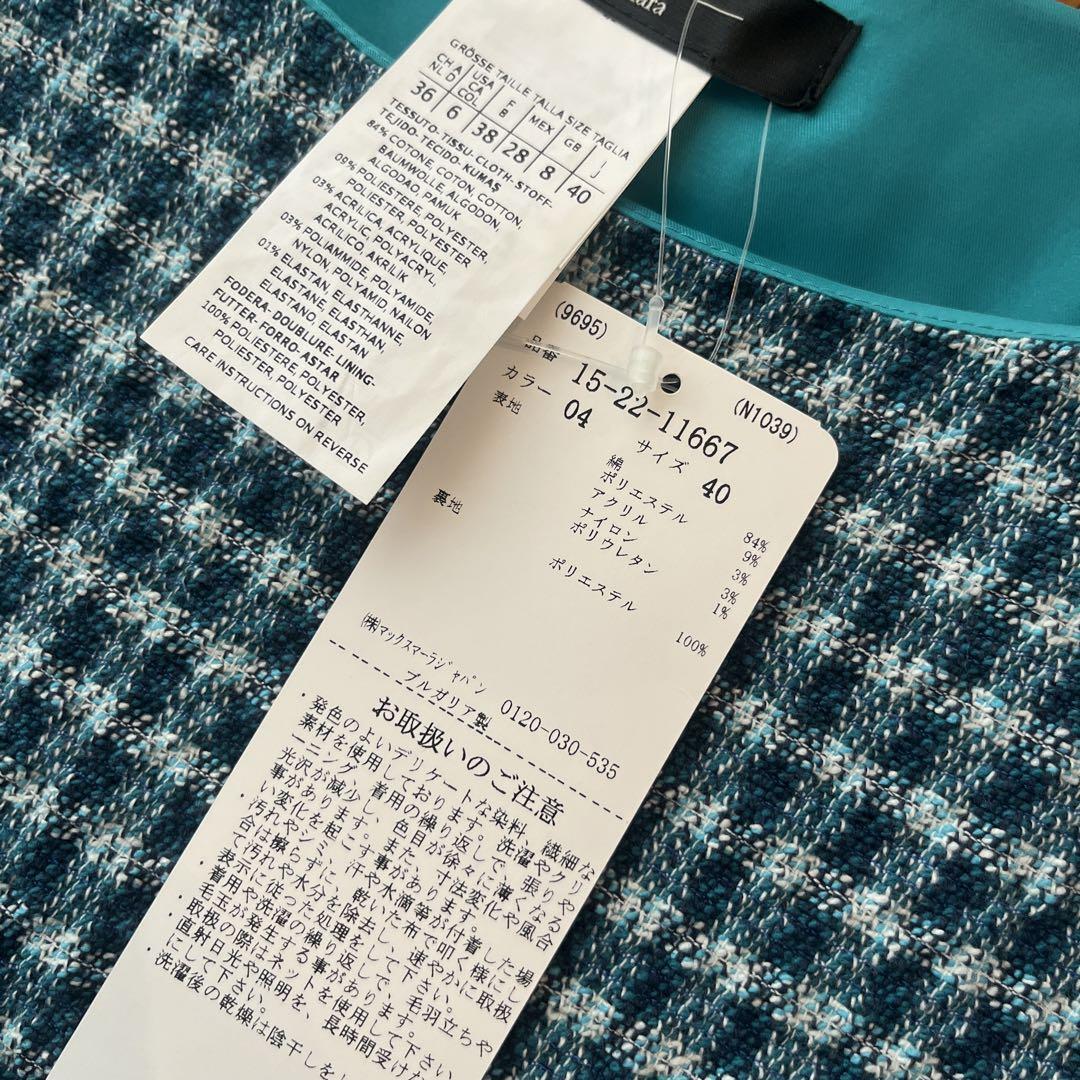 ara
GRÖSSE TAILLE TALLA SIZE TAGLIA
CH A NL D
USA CA COL
F B
MEX
GB
I J
36
6
38
28
8
40
TESSUTO-TISSU-CLOTH-STOFF-
TEJIDO-TECIDO-KUMAŞ
84% COTONE, COTON, COTTON,
BAUMWOLLE, ALGODON,
ALGODAO, PAMUK
09% POLIESTERE, POLYESTER,
POLIESTER, POLYESTER
03% ACRILICA, ACRYLIQUE,
ACRYLIC, POLYACRYL,
ACRILICO, AKRILIK
03% POLIAMMIDE, POLYAMIDE,
NYLON, POLYAMID, NAILON
01% ELASTAN, ELASTHANNE,
ELASTANE, ELASTHAN,
ELASTANO, ELASTAN
FODERA-DOUBLURE-LINING-
FUTTER-FORRO-ASTAR
100% POLIESTERE, POLYESTER,
POLIESTER, POLYESTER
CARE INSTRUCTIONS ON REVERSE
(9695)
(N1039)
品番 15-22-11667
カラー 04 サイズ 40
表地
綿 84%
ポリエステル 9%
アクリル 3%
ナイロン 3%
ポリウレタン 1%
裏地
ポリエステル 100%
㈱マックスマーラジャパン
ブルガリア製 0120-030-535
お取扱いのご注意
・発色のよいデリケートな染料、繊細な
素材を使用しております。洗濯やクリ
ーニング、着用の繰り返しで、張りや
光沢が減少し、色目が徐々に薄くなる
事があります。また、寸法変化や風合
い変化を起こす事があります。
・汚れやシミ、汗や水滴等が付着した場
合は擦らずに、乾いた布で叩く様にし
て汚れや水分を除去し、速やかに取扱
表示に従った処理をして下さい。
・着用や洗濯の繰り返しで、毛羽立ちや
毛玉が発生する事があります。
・取扱の際はネットを使用して下さい
・直射日光や照明を、長時間受け
にして下さい。
洗濯後の乾燥は陰干しを